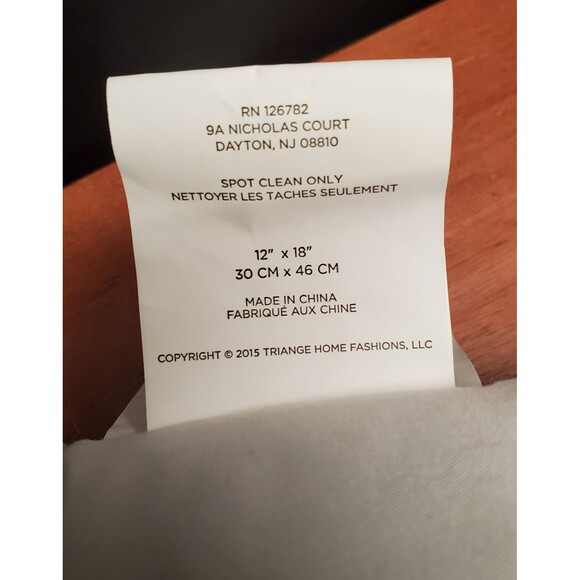 RN 126782
9A NICHOLAS COURT
DAYTON, NJ 08810
SPOT CLEAN ONLY
NETTOYER LES TACHES SEULEMENT
12" x 18"
30 CM x 46 CM
MADE IN CHINA
FABRIQUÉ AUX CHINE
COPYRIGHT © 2015 TRIANGE HOME FASHIONS, LLC